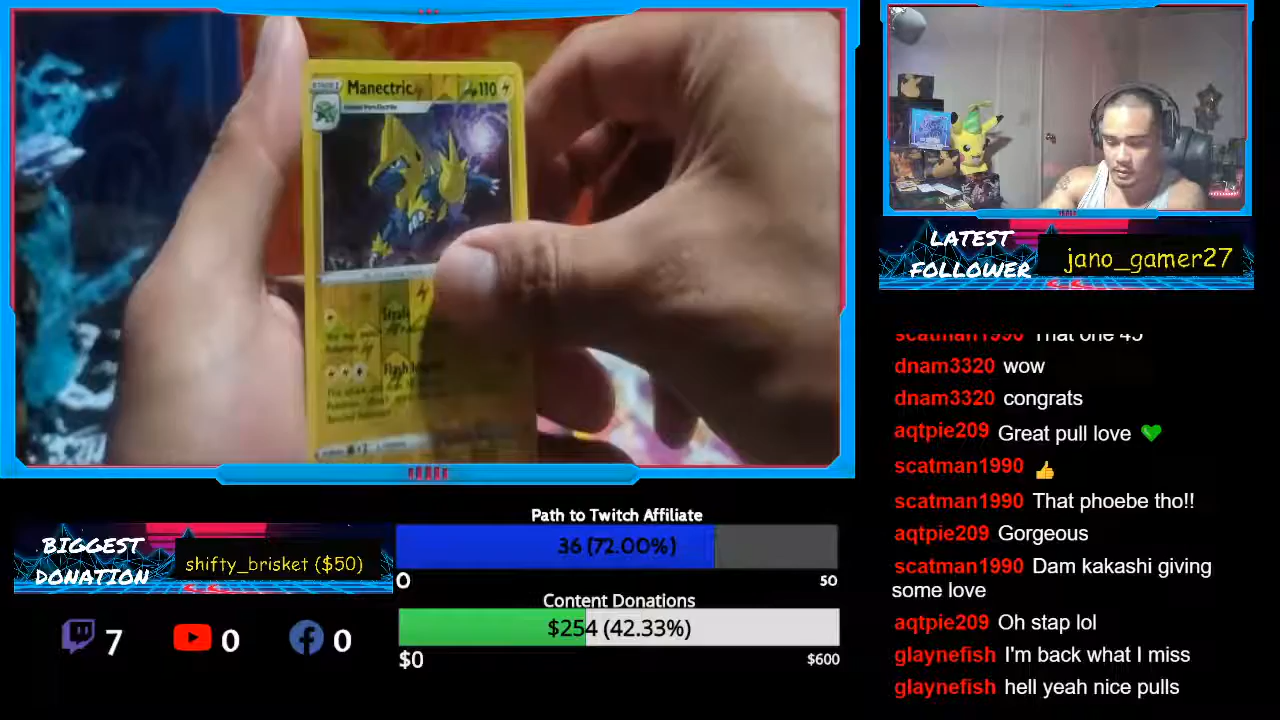 STAGE 1 Manectric 110
LATEST
FOLLOWER
jano_gamer27
dnam3320 wow
dnam3320 congrats
aqtpie209 Great pull love 💚
scatman1990 👍
scatman1990 That phoebe tho!!
aqtpie209 Gorgeous
scatman1990 Dam kakashi giving
some love
aqtpie209 Oh stap lol
glaynefish I'm back what I miss
glaynefish hell yeah nice pulls
BIGGEST
DONATION
shifty_brisket ($50)
Path to Twitch Affiliate
36 (72.00%)
0 50
Content Donations
$254 (42.33%)
$0 $600
7 0 0